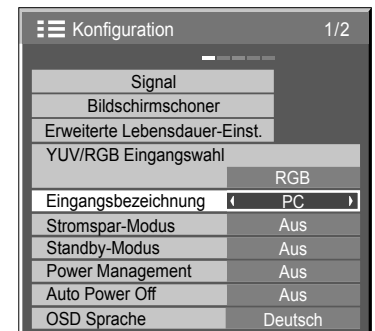 Konfiguration 1/2
Signal
Bildschirmschoner
Erweiterte Lebensdauer-Einst.
YUV/RGB Eingangswahl
RGB
Eingangsbezeichnung PC
Stromspar-Modus Aus
Standby-Modus Aus
Power Management Aus
Auto Power Off Aus
OSD Sprache Deutsch